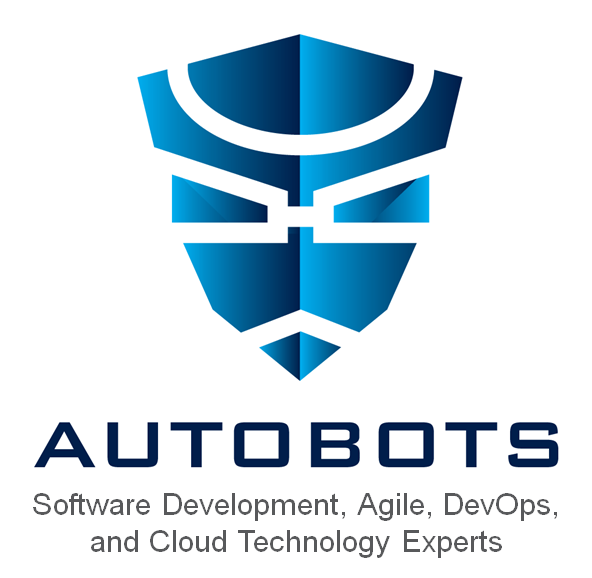 AUTOBOTS
Software Development, Agile, DevOps,
and Cloud Technology Experts